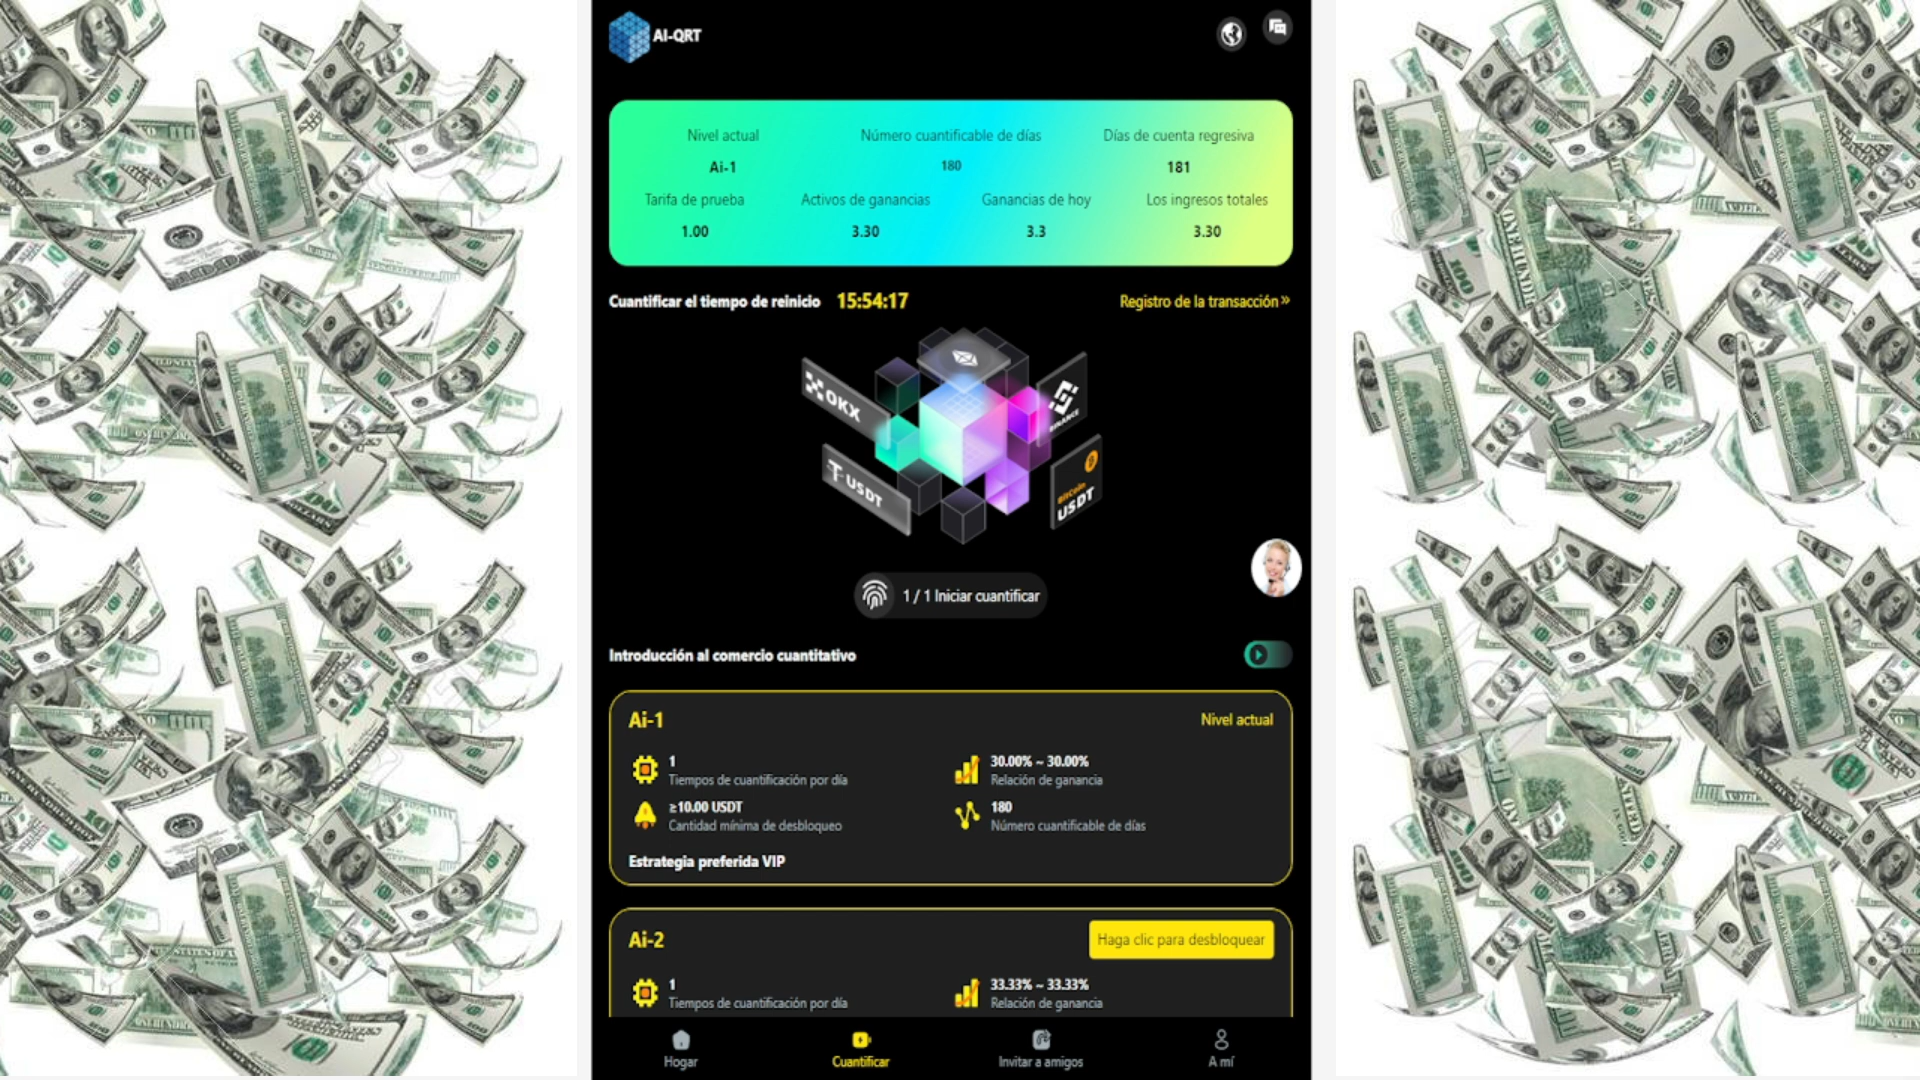 AI-QRT
Nivel actual Número cuantificable de días Días de cuenta regresiva
Ai-1 180 181
Tarifa de prueba Activos de ganancias Ganancias de hoy Los ingresos totales
1.00 3.30 3.3 3.30
Cuantificar el tiempo de reinicio 15:54:17 Registro de la transacción »
OKX
BINANCE
T USDT
Bitcoin
USDT
1 / 1 Iniciar cuantificar
Introducción al comercio cuantitativo
Ai-1 Nivel actual
1 30.00% ~ 30.00%
Tiempos de cuantificación por día Relación de ganancia
≥10.00 USDT 180
Cantidad mínima de desbloqueo Número cuantificable de días
Estrategia preferida VIP
Ai-2 Haga clic para desbloquear
1 33.33% ~ 33.33%
Tiempos de cuantificación por día Relación de ganancia
Hogar Cuantificar Invitar a amigos A mí